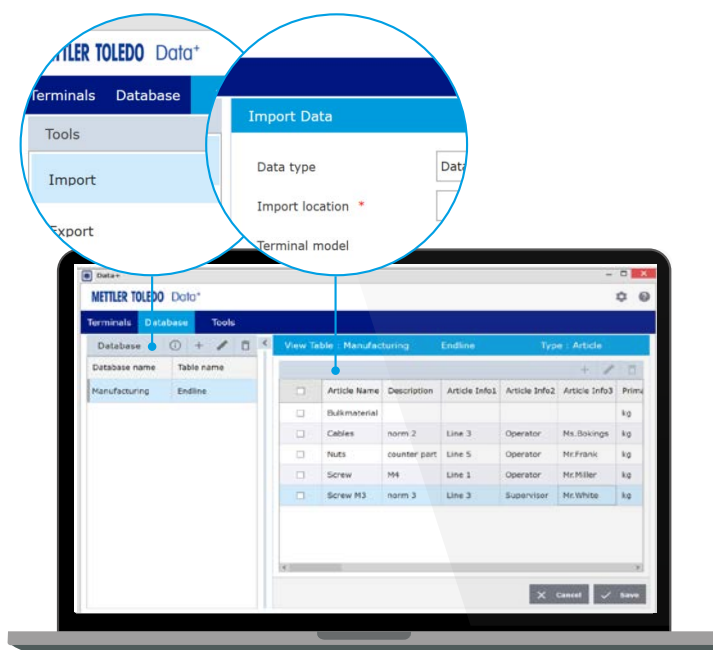 TLER TOLEDO Data+
Terminals Database
Tools
Import
Export
Import Data
Data type Data
Import location *
Terminal model
Data+
METTLER TOLEDO Data+
Terminals Database Tools
Database
View Table : Manufacturing Endline Type : Article
Database name Table name
Manufacturing Endline
Article Name Description Article Info1 Article Info2 Article Info3 Prima
Bulkmaterial kg
Cables norm 2 Line 3 Operator Ms.Bokings kg
Nuts counter part Line 5 Operator Mr.Frank kg
Screw M4 Line 1 Operator Mr.Miller kg
Screw M3 norm 3 Line 3 Supervisor Mr.White kg
Cancel Save